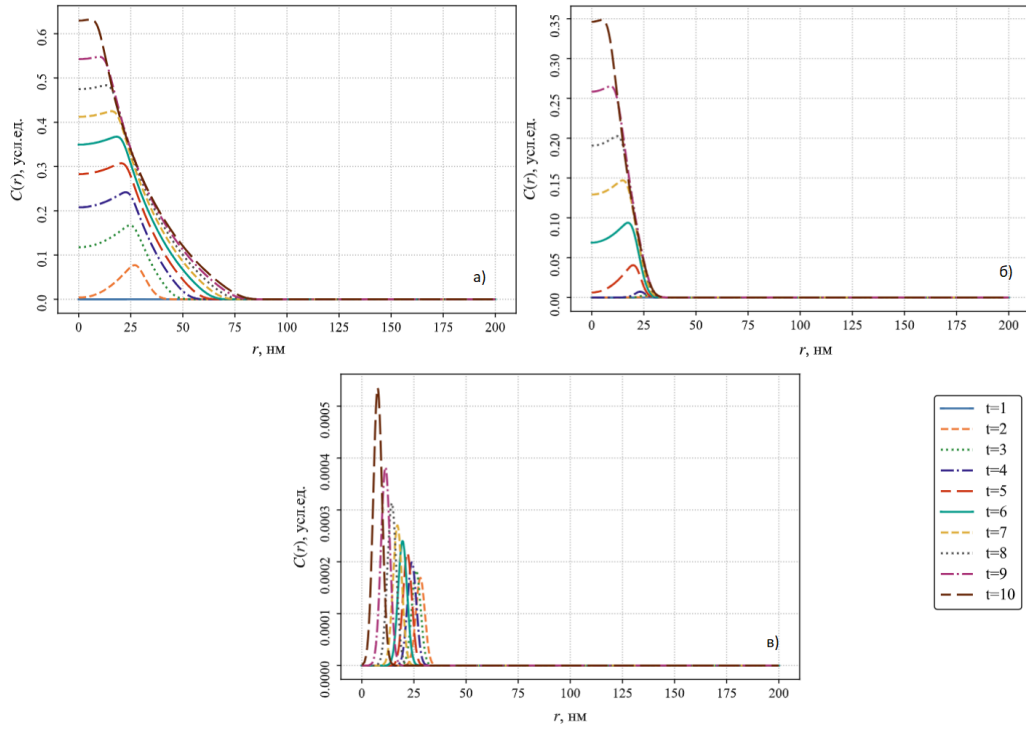 C(r), усл.ед.
0.6
0.5
0.4
0.3
0.2
0.1
0.0
а)
0 25 50 75 100 125 150 175 200
r, нм
C(r), усл.ед.
0.35
0.30
0.25
0.20
0.15
0.10
0.05
0.00
б)
0 25 50 75 100 125 150 175 200
r, нм
C(r), усл.ед.
0.0005
0.0004
0.0003
0.0002
0.0001
0.0000
в)
0 25 50 75 100 125 150 175 200
r, нм
t=1
t=2
t=3
t=4
t=5
t=6
t=7
t=8
t=9
t=10